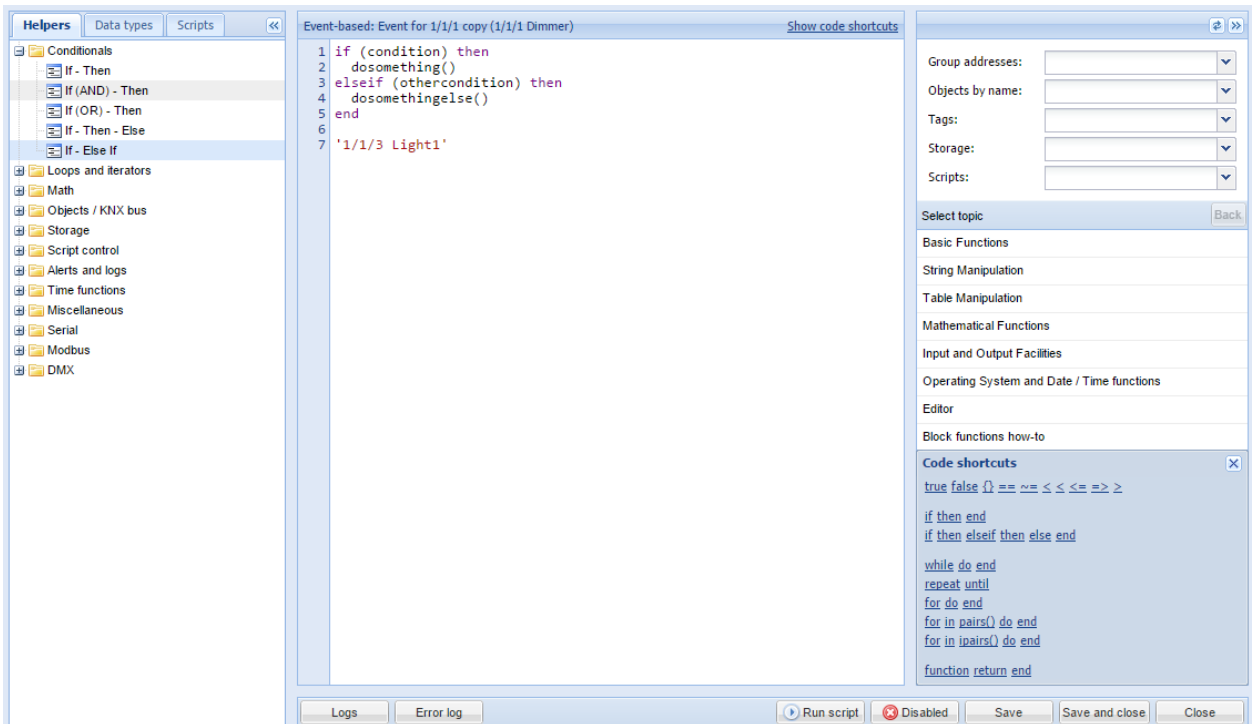 Helpers Data types Scripts
Conditionals
If - Then
If (AND) - Then
If (OR) - Then
If - Then - Else
If - Else If
Loops and iterators
Math
Objects / KNX bus
Storage
Script control
Alerts and logs
Time functions
Miscellaneous
Serial
Modbus
DMX
Event-based: Event for 1/1/1 copy (1/1/1 Dimmer) Show code shortcuts
1 if (condition) then
2   dosomething()
3 elseif (othercondition) then
4   dosomethingelse()
5 end
6
7 '1/1/3 Light1'
Logs Error log Run script Disabled Save Save and close Close
Group addresses:
Objects by name:
Tags:
Storage:
Scripts:
Select topic Back
Basic Functions
String Manipulation
Table Manipulation
Mathematical Functions
Input and Output Facilities
Operating System and Date / Time functions
Editor
Block functions how-to
Code shortcuts
true false {} == ~= < < <= => >
if then end
if then elseif then else end
while do end
repeat until
for do end
for in pairs() do end
for in ipairs() do end
function return end